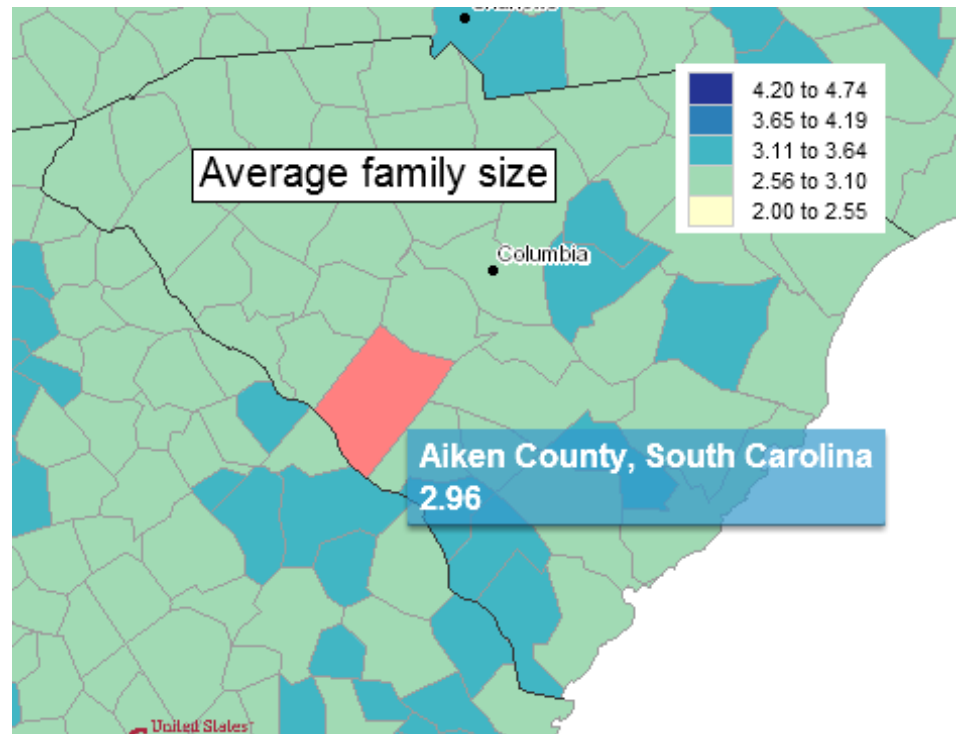 4.20 to 4.74
3.65 to 4.19
3.11 to 3.64
2.56 to 3.10
2.00 to 2.55
Average family size
Columbia
Aiken County, South Carolina
2.96
United States